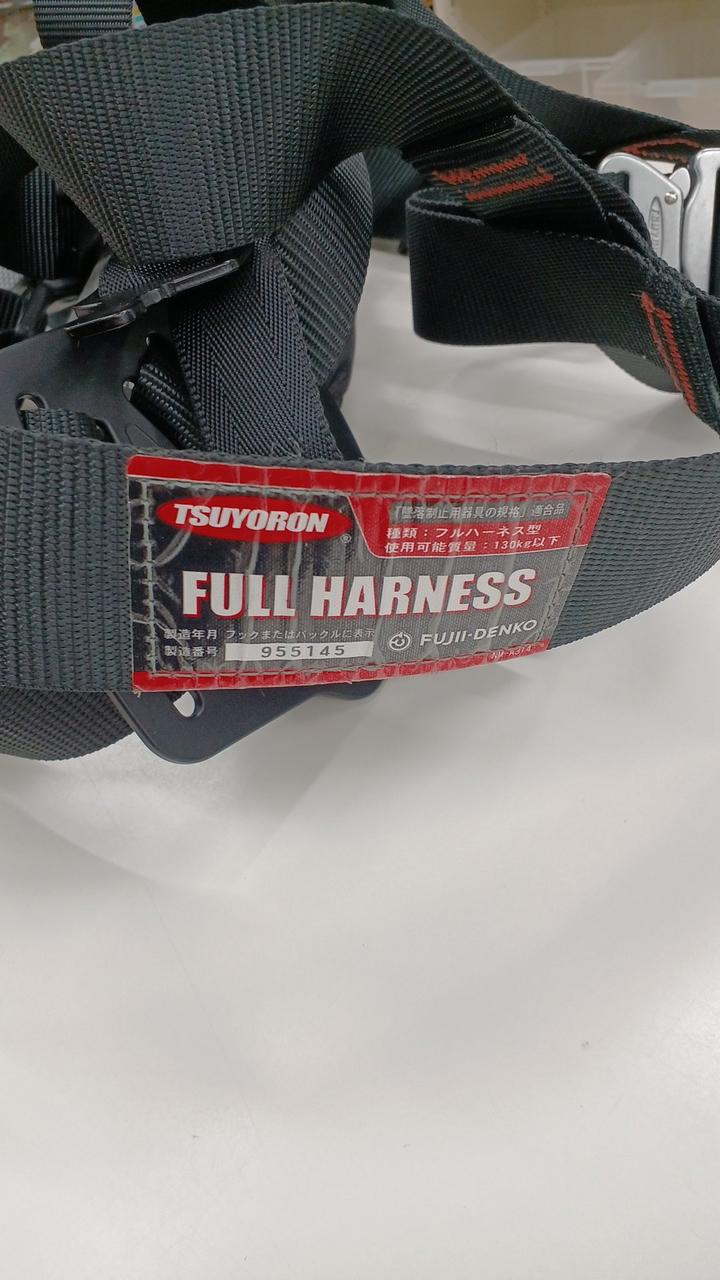 TSUYORON
®
「墜落制止用器具の規格」適合品
種類：フルハーネス型
使用可能質量：130kg以下
FULL HARNESS
製造年月 フックまたはバックルに表示
製造番号 955145
FUJII-DENKO